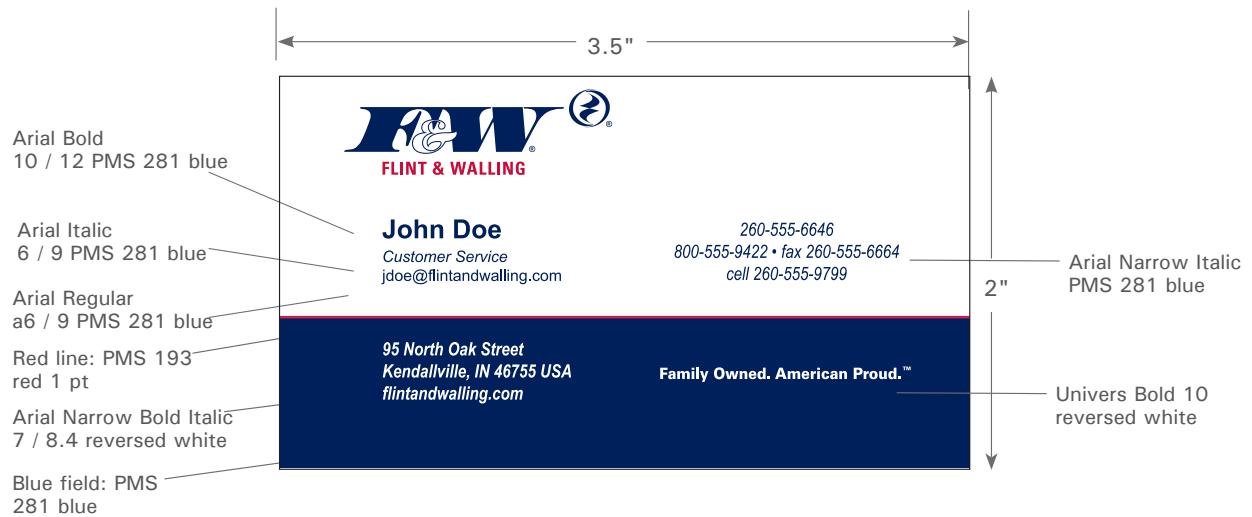 3.5"
F&W®
®
FLINT & WALLING
Arial Bold
10 / 12 PMS 281 blue
Arial Italic
6 / 9 PMS 281 blue
Arial Regular
a6 / 9 PMS 281 blue
Red line: PMS 193
red 1 pt
Arial Narrow Bold Italic
7 / 8.4 reversed white
Blue field: PMS
281 blue
John Doe
Customer Service
jdoe@flintandwalling.com
260-555-6646
800-555-9422 • fax 260-555-6664
cell 260-555-9799
95 North Oak Street
Kendallville, IN 46755 USA
flintandwalling.com
Family Owned. American Proud.™
2"
Arial Narrow Italic
PMS 281 blue
Univers Bold 10
reversed white